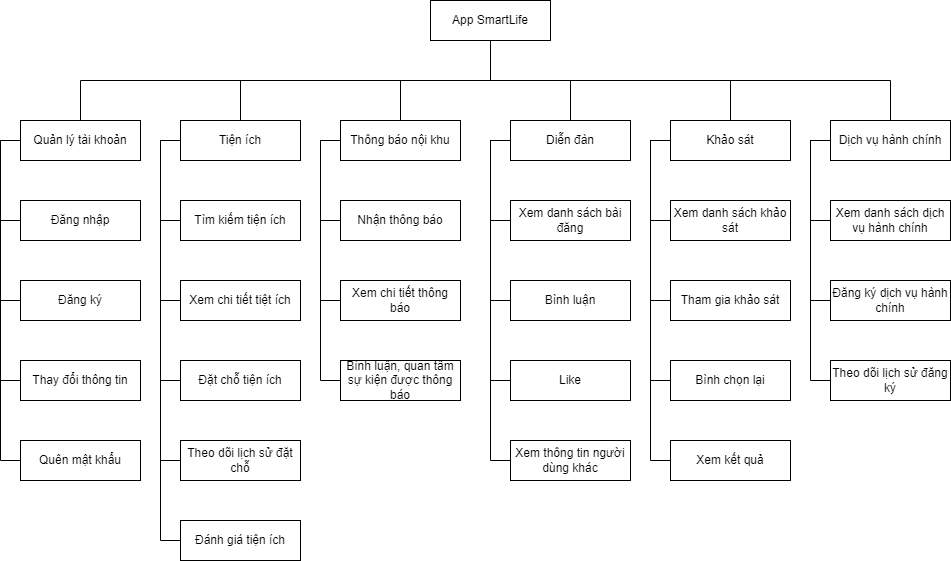 App SmartLife
Quản lý tài khoản
Tiện ích
Thông báo nội khu
Diễn đàn
Khảo sát
Dịch vụ hành chính
Đăng nhập
Tìm kiếm tiện ích
Nhận thông báo
Xem danh sách bài
đăng
Xem danh sách khảo
sát
Xem danh sách dịch
vụ hành chính
Đăng ký
Xem chi tiết tiệt ích
Xem chi tiết thông
báo
Bình luận
Tham gia khảo sát
Đăng ký dịch vụ hành
chính
Thay đổi thông tin
Đặt chỗ tiện ích
Bình luận, quan tâm
sự kiện được thông
báo
Like
Bình chọn lại
Theo dõi lịch sử đăng
ký
Quên mật khẩu
Theo dõi lịch sử đặt
chỗ
Xem thông tin người
dùng khác
Xem kết quả
Đánh giá tiện ích